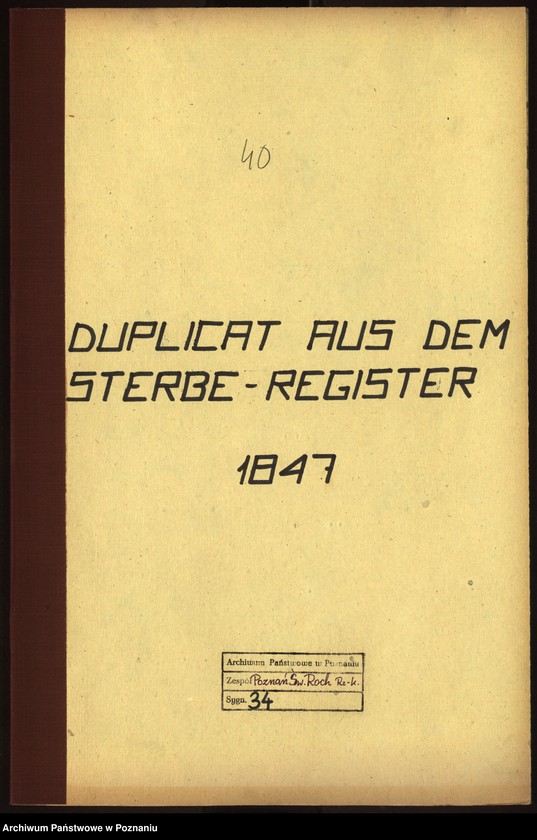 40
DUPLICAT AUS DEM
STERBE-REGISTER
1847
Archiwum Państwowe w Poznaniu
Zespół Poznań Św. Roch Rz-k.
Sygn. 34
Archiwum Państwowe w Poznaniu